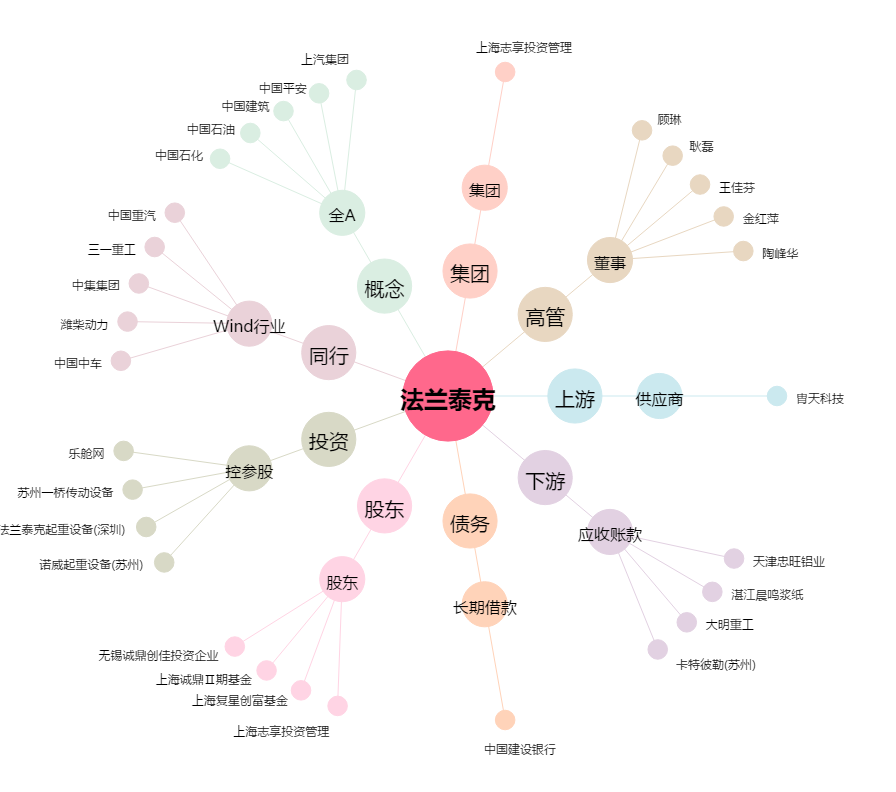 上海志享投资管理
上汽集团
中国平安
中国建筑
中国石油
中国石化
顾琳
耿磊
王佳芬
金红萍
陶峰华
集团
全A
中国重汽
三一重工
中集集团
潍柴动力
中国中车
董事
集团
概念
高管
Wind行业
同行
法兰泰克
上游
供应商
胄天科技
投资
控参股
乐舱网
苏州一桥传动设备
法兰泰克起重设备(深圳)
诺威起重设备(苏州)
下游
应收账款
天津忠旺铝业
湛江晨鸣浆纸
大明重工
卡特彼勒(苏州)
股东
债务
股东
长期借款
无锡诚鼎创佳投资企业
上海诚鼎Ⅱ期基金
上海复星创富基金
上海志享投资管理
中国建设银行